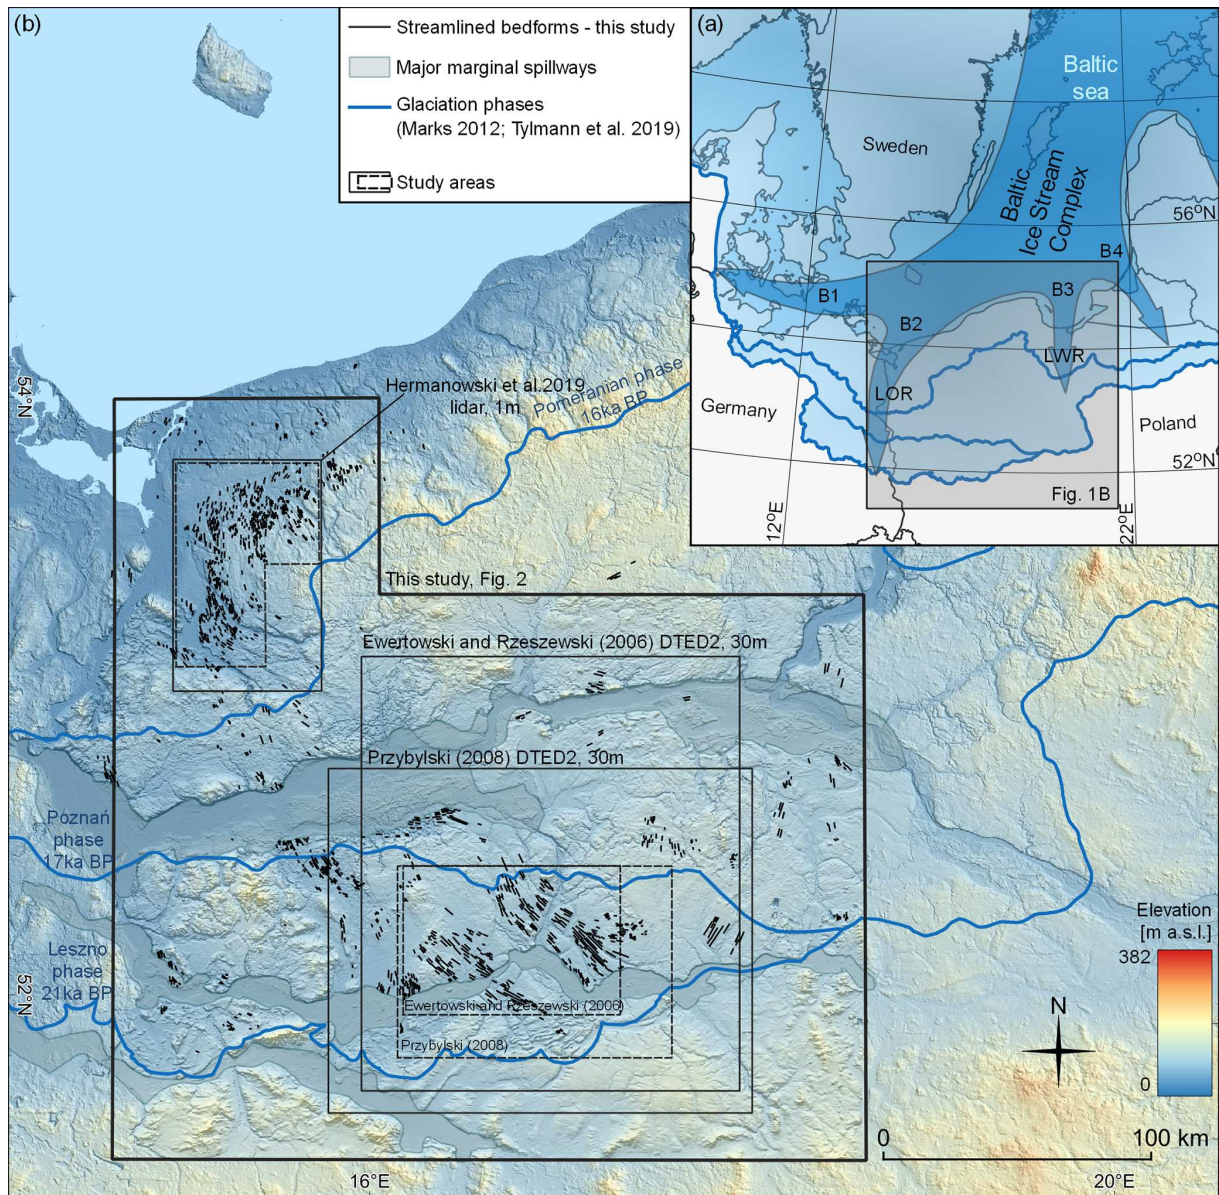 (b)
Streamlined bedforms - this study
Major marginal spillways
Glaciation phases
(Marks 2012; Tylmann et al. 2019)
Study areas
(a)
Baltic
sea
Sweden
Baltic
Ice Stream
Complex
56°N
B4
B1
B3
B2
LWR
LOR
Germany
Poland
52°N
Fig. 1B
12°E
22°E
54°N
Hermanowski et al.2019
lidar, 1m
Pomeranian phase
16ka BP
This study, Fig. 2
Ewertowski and Rzeszewski (2006) DTED2, 30m
Przybylski (2008) DTED2, 30m
Poznań
phase
17ka BP
Leszno
phase
21ka BP
52°N
Ewertowski and Rzeszewski (2006)
Przybylski (2008)
Elevation
[m a.s.l.]
382
0
N
0
100 km
16°E
20°E